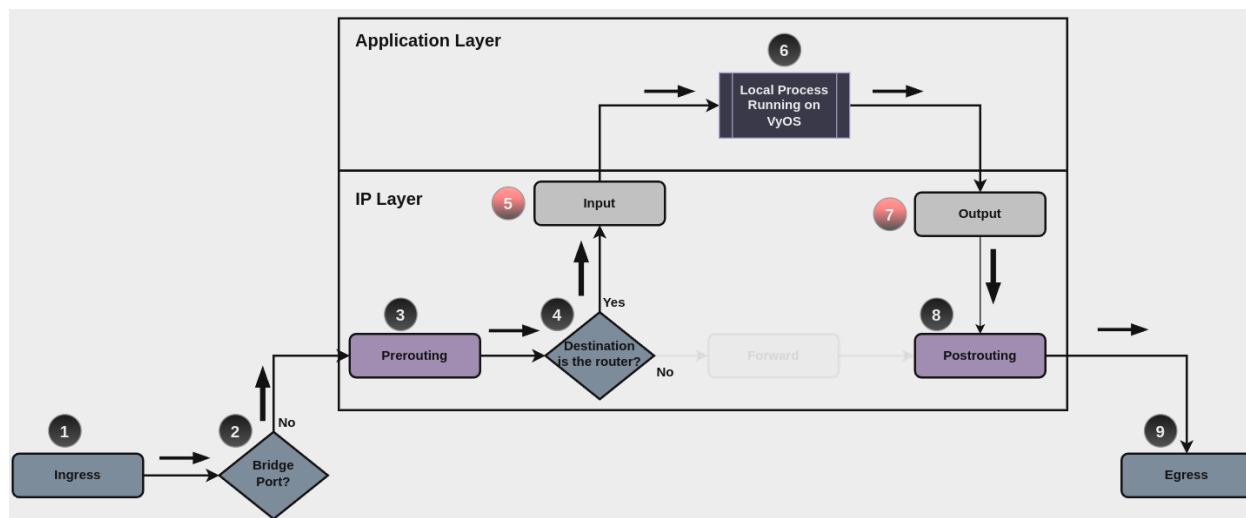 Application Layer
6
Local Process
Running on
VyOS
IP Layer
5
Input
7
Output
Yes
3
4
8
Prerouting
Destination
is the router?
No
Forward
Postrouting
1
2
No
9
Ingress
Bridge
Port?
Egress